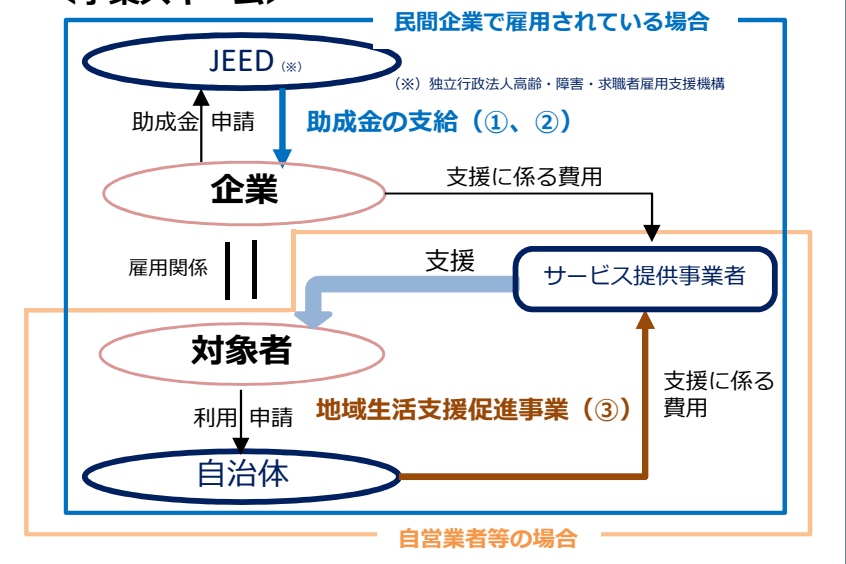 民間企業で雇用されている場合
JEED（※）
（※）独立行政法人高齢・障害・求職者雇用支援機構
助成金 申請
助成金の支給（①、②）
企業
支援に係る費用
雇用関係
支援
サービス提供事業者
対象者
支援に係る
費用
利用 申請
地域生活支援促進事業（③）
自治体
自営業者等の場合